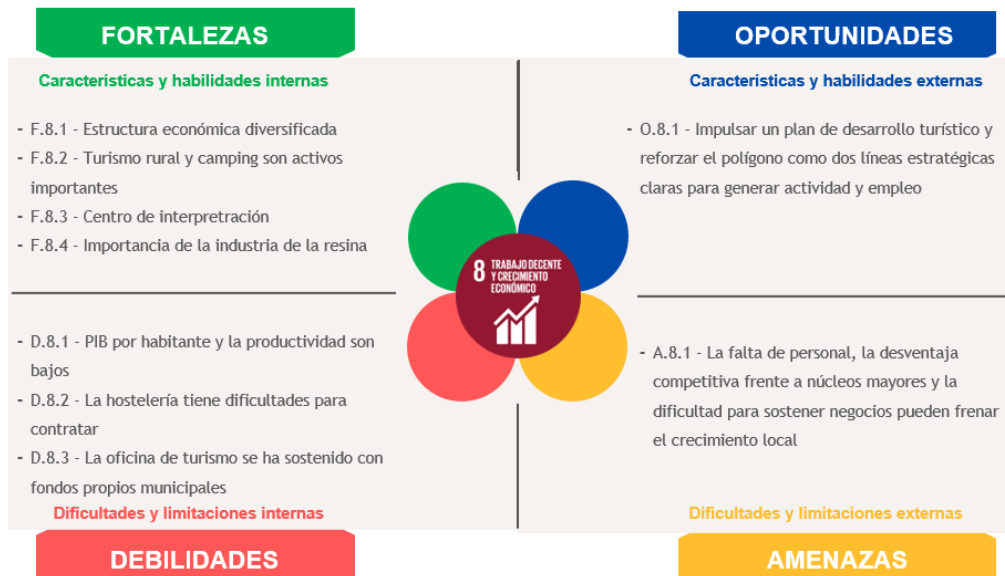 FORTALEZAS
Características y habilidades internas
- F.8.1 - Estructura económica diversificada
- F.8.2 - Turismo rural y camping son activos
importantes
- F.8.3 - Centro de interpretración
- F.8.4 - Importancia de la industria de la resina
OPORTUNIDADES
Características y habilidades externas
- O.8.1 - Impulsar un plan de desarrollo turístico y
reforzar el polígono como dos líneas estratégicas
claras para generar actividad y empleo
8 TRABAJO DECENTE
Y CRECIMIENTO
ECONÓMICO
- D.8.1 - PIB por habitante y la productividad son
bajos
- D.8.2 - La hostelería tiene dificultades para
contratar
- D.8.3 - La oficina de turismo se ha sostenido con
fondos propios municipales
Dificultades y limitaciones internas
DEBILIDADES
- A.8.1 - La falta de personal, la desventaja
competitiva frente a núcleos mayores y la
dificultad para sostener negocios pueden frenar
el crecimiento local
Dificultades y limitaciones externas
AMENAZAS